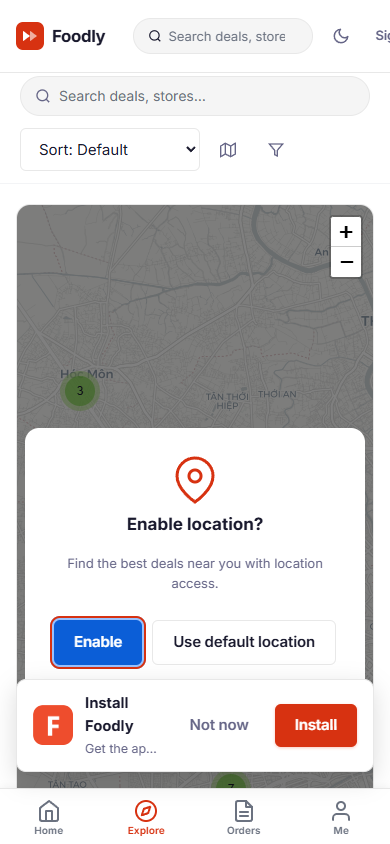 Foodly
Search deals, store
Search deals, stores...
Sort: Default
+
−
Hóc Môn
3
TÂN THỚI
HIỆP
THỚI AN
Enable location?
Find the best deals near you with location
access.
Enable
Use default location
F
Install
Foodly
Get the ap...
Not now
Install
Home
Explore
Orders
Me